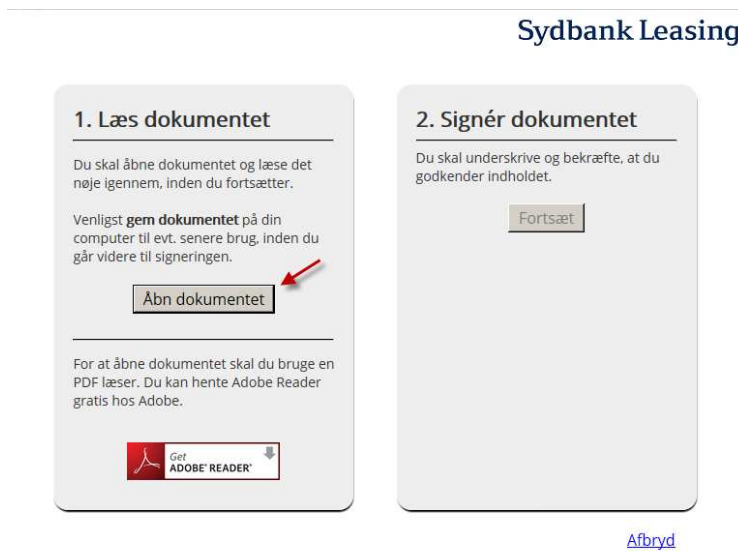 Sydbank Leasing
1. Læs dokumentet
Du skal åbne dokumentet og læse det
nøje igennem, inden du fortsætter.
Venligst gem dokumentet på din
computer til evt. senere brug, inden du
går videre til signeringen.
Åbn dokumentet
For at åbne dokumentet skal du bruge en
PDF læser. Du kan hente Adobe Reader
gratis hos Adobe.
Get
ADOBE® READER®
2. Signér dokumentet
Du skal underskrive og bekræfte, at du
godkender indholdet.
Fortsæt
Afbryd